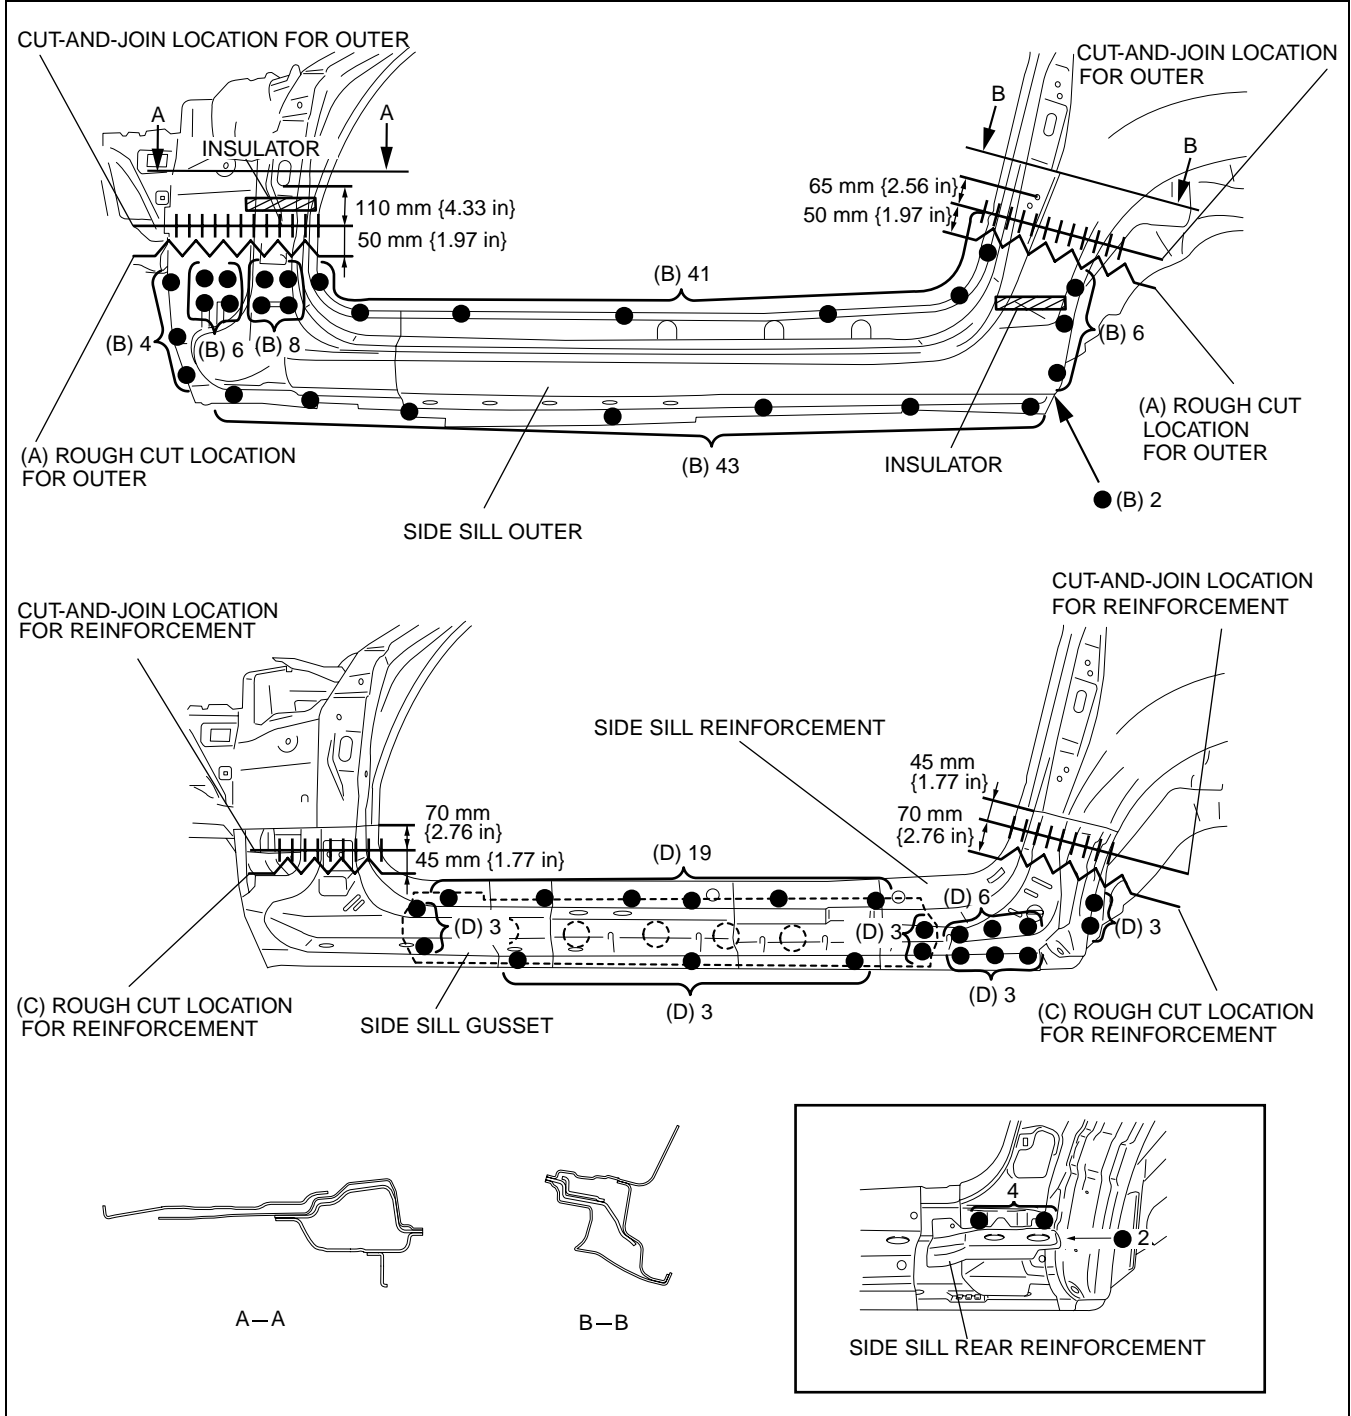 CUT-AND-JOIN LOCATION FOR OUTER
CUT-AND-JOIN LOCATION
FOR OUTER
A
A
B
B
INSULATOR
65 mm {2.56 in}
50 mm {1.97 in}
110 mm {4.33 in}
50 mm {1.97 in}
(B) 41
(B) 4
(B) 6
(B) 8
(B) 6
(A) ROUGH CUT LOCATION
FOR OUTER
(B) 43
INSULATOR
(A) ROUGH CUT
LOCATION
FOR OUTER
(B) 2
SIDE SILL OUTER
CUT-AND-JOIN LOCATION
FOR REINFORCEMENT
CUT-AND-JOIN LOCATION
FOR REINFORCEMENT
SIDE SILL REINFORCEMENT
45 mm
{1.77 in}
70 mm
{2.76 in}
70 mm
{2.76 in}
45 mm {1.77 in}
(D) 19
(D) 6
(D) 3
(D) 3
(D) 3
(D) 3
(D) 3
(C) ROUGH CUT LOCATION
FOR REINFORCEMENT
SIDE SILL GUSSET
(C) ROUGH CUT LOCATION
FOR REINFORCEMENT
A—A
B—B
4
2
SIDE SILL REAR REINFORCEMENT